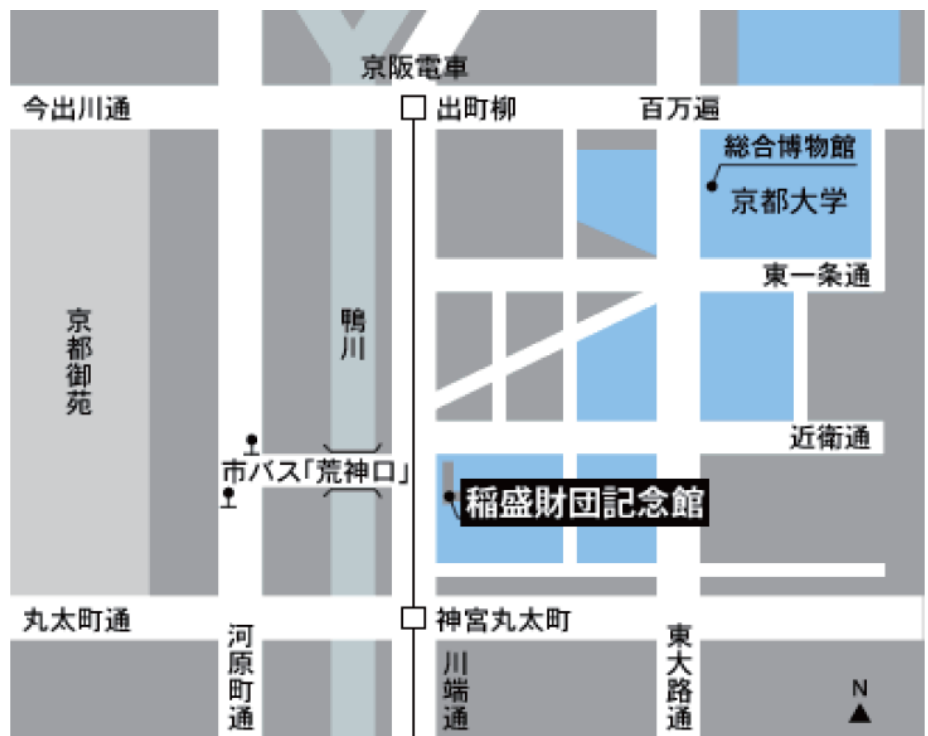 京阪電車
今出川通
出町柳
百万遍
総合博物館
京都大学
東一条通
京都御苑
鴨川
近衛通
市バス「荒神口」
稲盛財団記念館
丸太町通
神宮丸太町
河原町通
川端通
東大路通
N